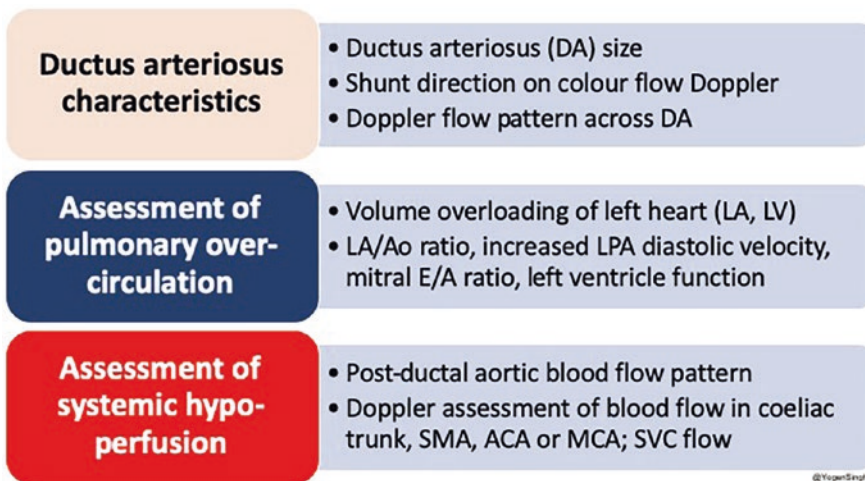 Ductus arteriosus
characteristics
• Ductus arteriosus (DA) size
• Shunt direction on colour flow Doppler
• Doppler flow pattern across DA
Assessment of
pulmonary over-
circulation
• Volume overloading of left heart (LA, LV)
• LA/Ao ratio, increased LPA diastolic velocity,
mitral E/A ratio, left ventricle function
Assessment of
systemic hypo-
perfusion
• Post-ductal aortic blood flow pattern
• Doppler assessment of blood flow in coeliac
trunk, SMA, ACA or MCA; SVC flow